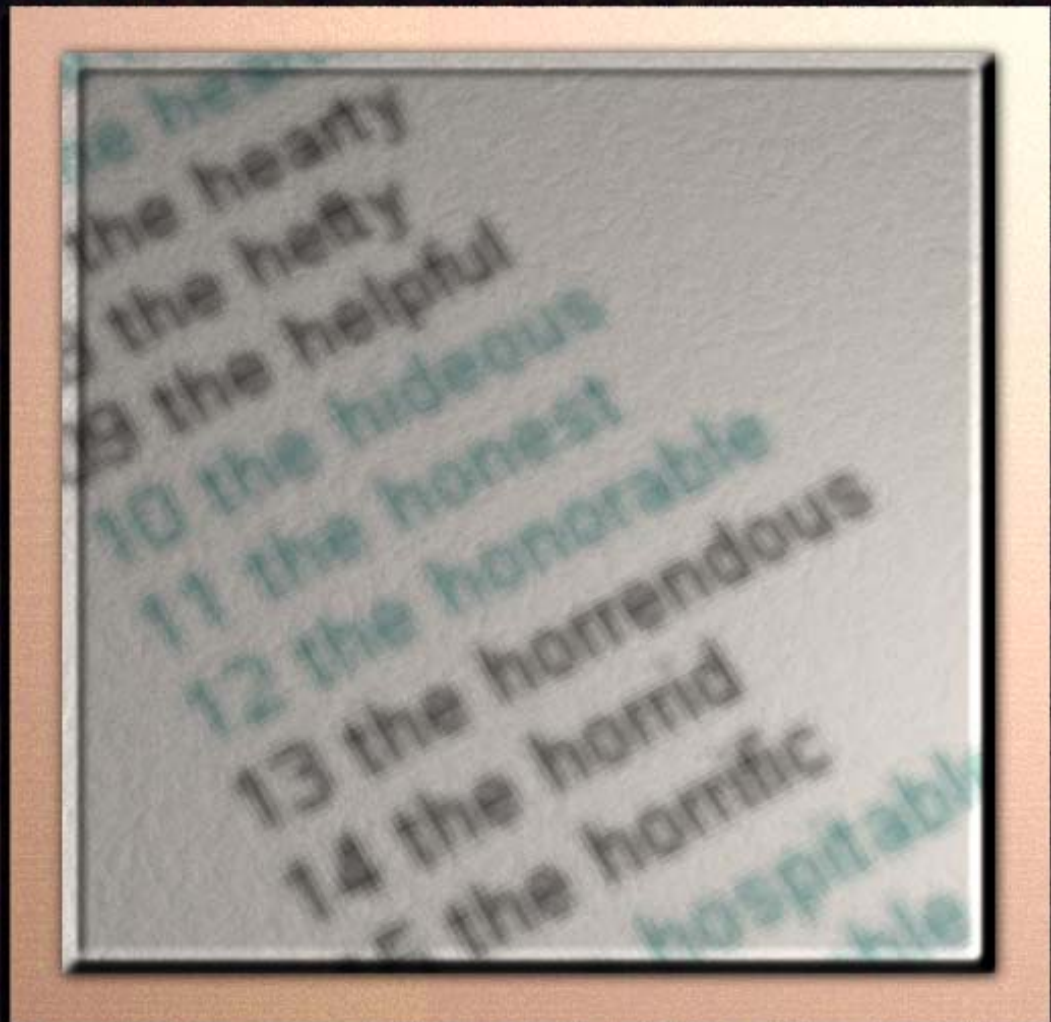 the
the hearty
the hefty
9 the helpful
10 the hideous
11 the honest
12 the honorable
13 the horrendous
14 the horrid
the horrific